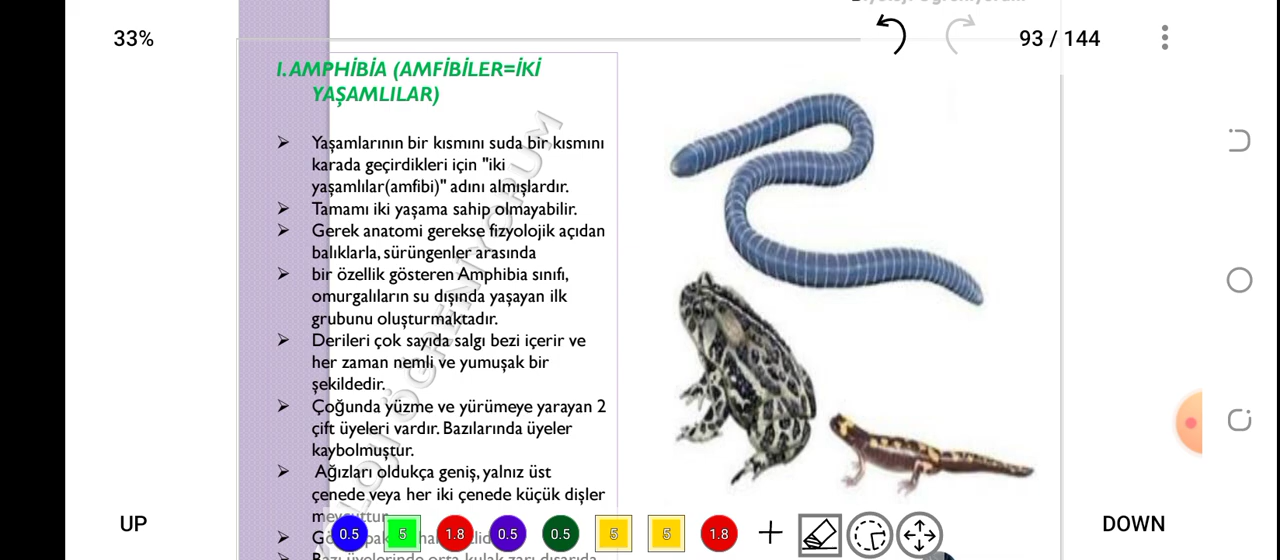 33%
93 / 144
I. AMPHİBİA (AMFİBİLER=İKİ
YAŞAMLILAR)
➢ Yaşamlarının bir kısmını suda bir kısmını
karada geçirdikleri için "iki
yaşamlılar(amfibi)" adını almışlardır.
➢ Tamamı iki yaşama sahip olmayabilir.
➢ Gerek anatomi gerekse fizyolojik açıdan
balıklarla, sürüngenler arasında
➢ bir özellik gösteren Amphibia sınıfı,
omurgalıların su dışında yaşayan ilk
grubunu oluşturmaktadır.
➢ Derileri çok sayıda salgı bezi içerir ve
her zaman nemli ve yumuşak bir
şekildedir.
➢ Çoğunda yüzme ve yürümeye yarayan 2
çift üyeleri vardır. Bazılarında üyeler
kaybolmuştur.
➢ Ağızları oldukça geniş, yalnız üst
çenede veya her iki çenede küçük dişler
mevcuttur.
UP
0.5 5 1.8 0.5 0.5 5 5 1.8
DOWN